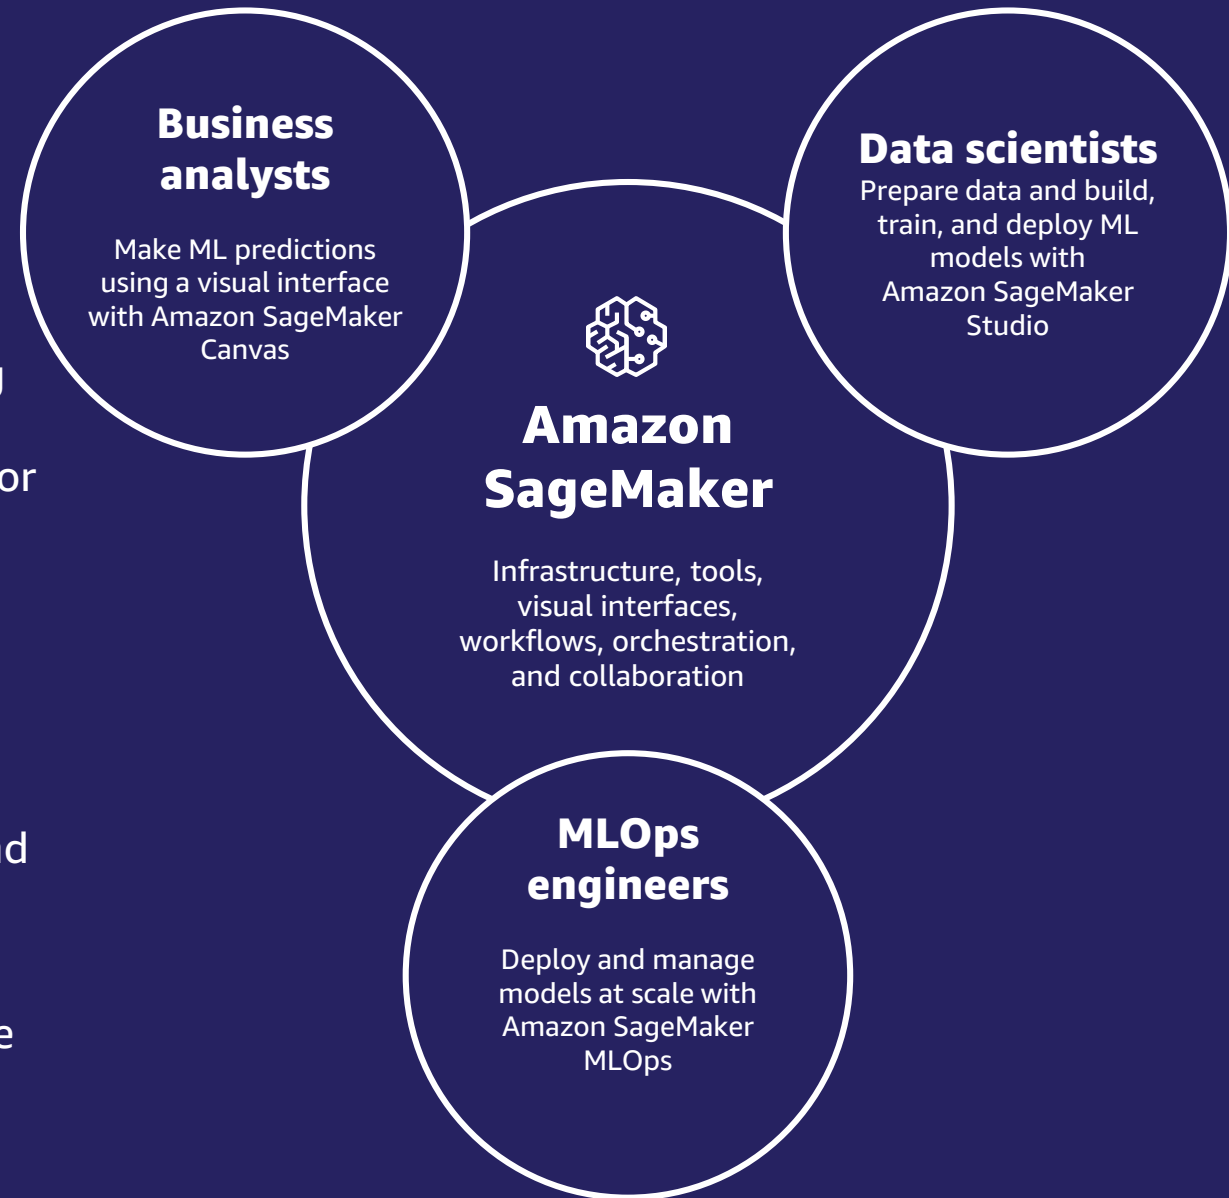 Business
analysts
Make ML predictions
using a visual interface
with Amazon SageMaker
Canvas
Data scientists
Prepare data and build,
train, and deploy ML
models with
Amazon SageMaker
Studio
Amazon
SageMaker
Infrastructure, tools,
visual interfaces,
workflows, orchestration,
and collaboration
MLOps
engineers
Deploy and manage
models at scale with
Amazon SageMaker
MLOps
or